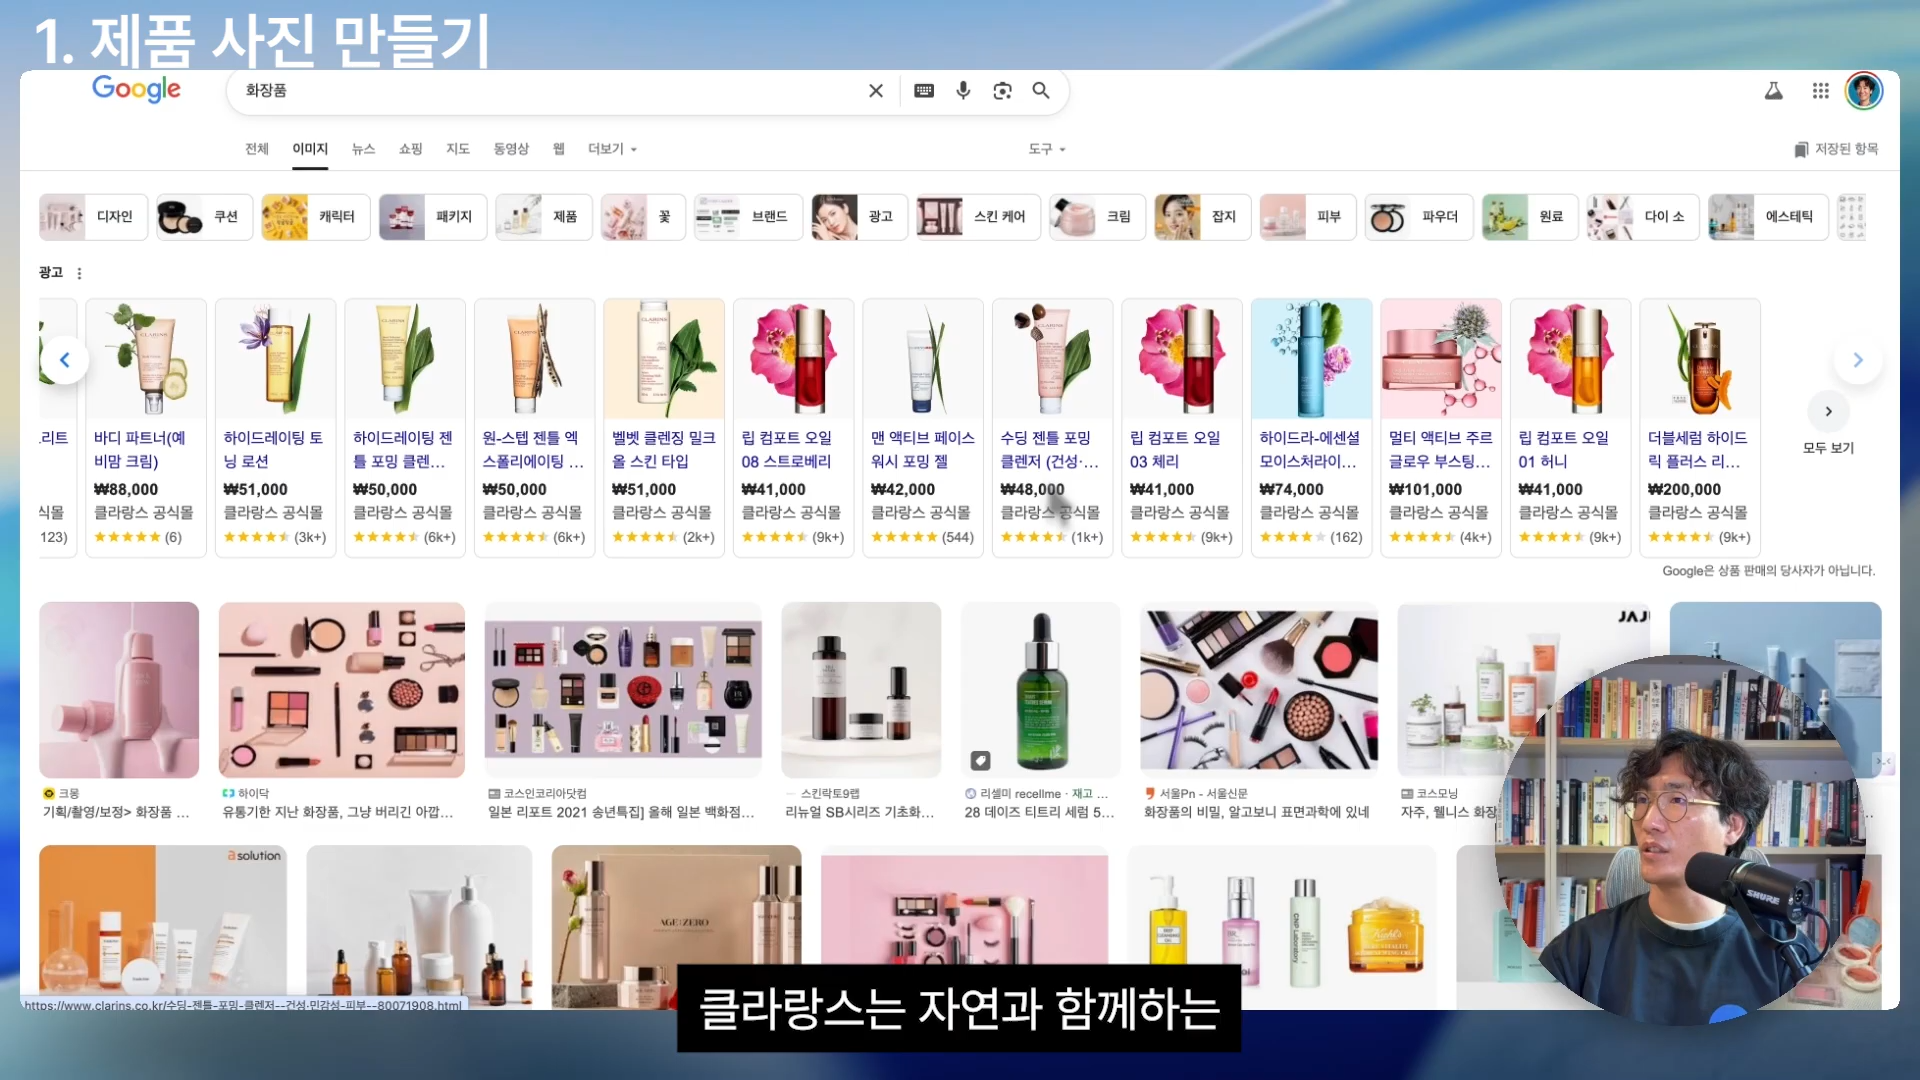 1. 제품 사진 만들기
Google
화장품
전체 이미지 뉴스 쇼핑 지도 동영상 웹 더보기 도구 저장된 항목
디자인 쿠션 캐릭터 패키지 제품 꽃 브랜드 광고 스킨 케어 크림 잡지 피부 파우더 원료 다이 소 에스테틱
광고
리트
식몰
123)
바디 파트너(예
비맘 크림)
₩88,000
클라랑스 공식몰
(6)
하이드레이팅 토
닝 로션
₩51,000
클라랑스 공식몰
(3k+)
하이드레이팅 젠
틀 포밍 클렌...
₩50,000
클라랑스 공식몰
(6k+)
원-스텝 젠틀 엑
스폴리에이팅 ...
₩50,000
클라랑스 공식몰
(6k+)
벨벳 클렌징 밀크
올 스킨 타입
₩51,000
클라랑스 공식몰
(2k+)
립 컴포트 오일
08 스트로베리
₩41,000
클라랑스 공식몰
(9k+)
맨 액티브 페이스
워시 포밍 젤
₩42,000
클라랑스 공식몰
(544)
수딩 젠틀 포밍
클렌저 (건성·...
₩48,000
클라랑스 공식몰
(1k+)
립 컴포트 오일
03 체리
₩41,000
클라랑스 공식몰
(9k+)
하이드라-에센셜
모이스처라이...
₩74,000
클라랑스 공식몰
(162)
멀티 액티브 주르
글로우 부스팅...
₩101,000
클라랑스 공식몰
(4k+)
립 컴포트 오일
01 허니
₩41,000
클라랑스 공식몰
(9k+)
더블세럼 하이드
릭 플러스 리...
₩200,000
클라랑스 공식몰
(9k+)
모두 보기
Google은 상품 판매의 당사자가 아닙니다.
JAJU
크몽
기획/촬영/보정> 화장품 ...
하이닥
유통기한 지난 화장품, 그냥 버리긴 아깝...
코스인코리아닷컴
일본 리포트 2021 송년특집] 올해 일본 백화점...
스킨락토9랩
리뉴얼 SB시리즈 기초화...
리셀미 recellme · 재고 ...
28 데이즈 티트리 세럼 5...
서울Pn - 서울신문
화장품의 비밀, 알고보니 표면과학에 있네
코스모닝
자주, 웰니스 화장
a solution
AGE ZERO
CNP Laboratory
Kiehl's
SHURE
https://www.clarins.co.kr/수딩-젠틀-포밍-클렌저--건성·민감성-피부--80071908.html
클라랑스는 자연과 함께하는